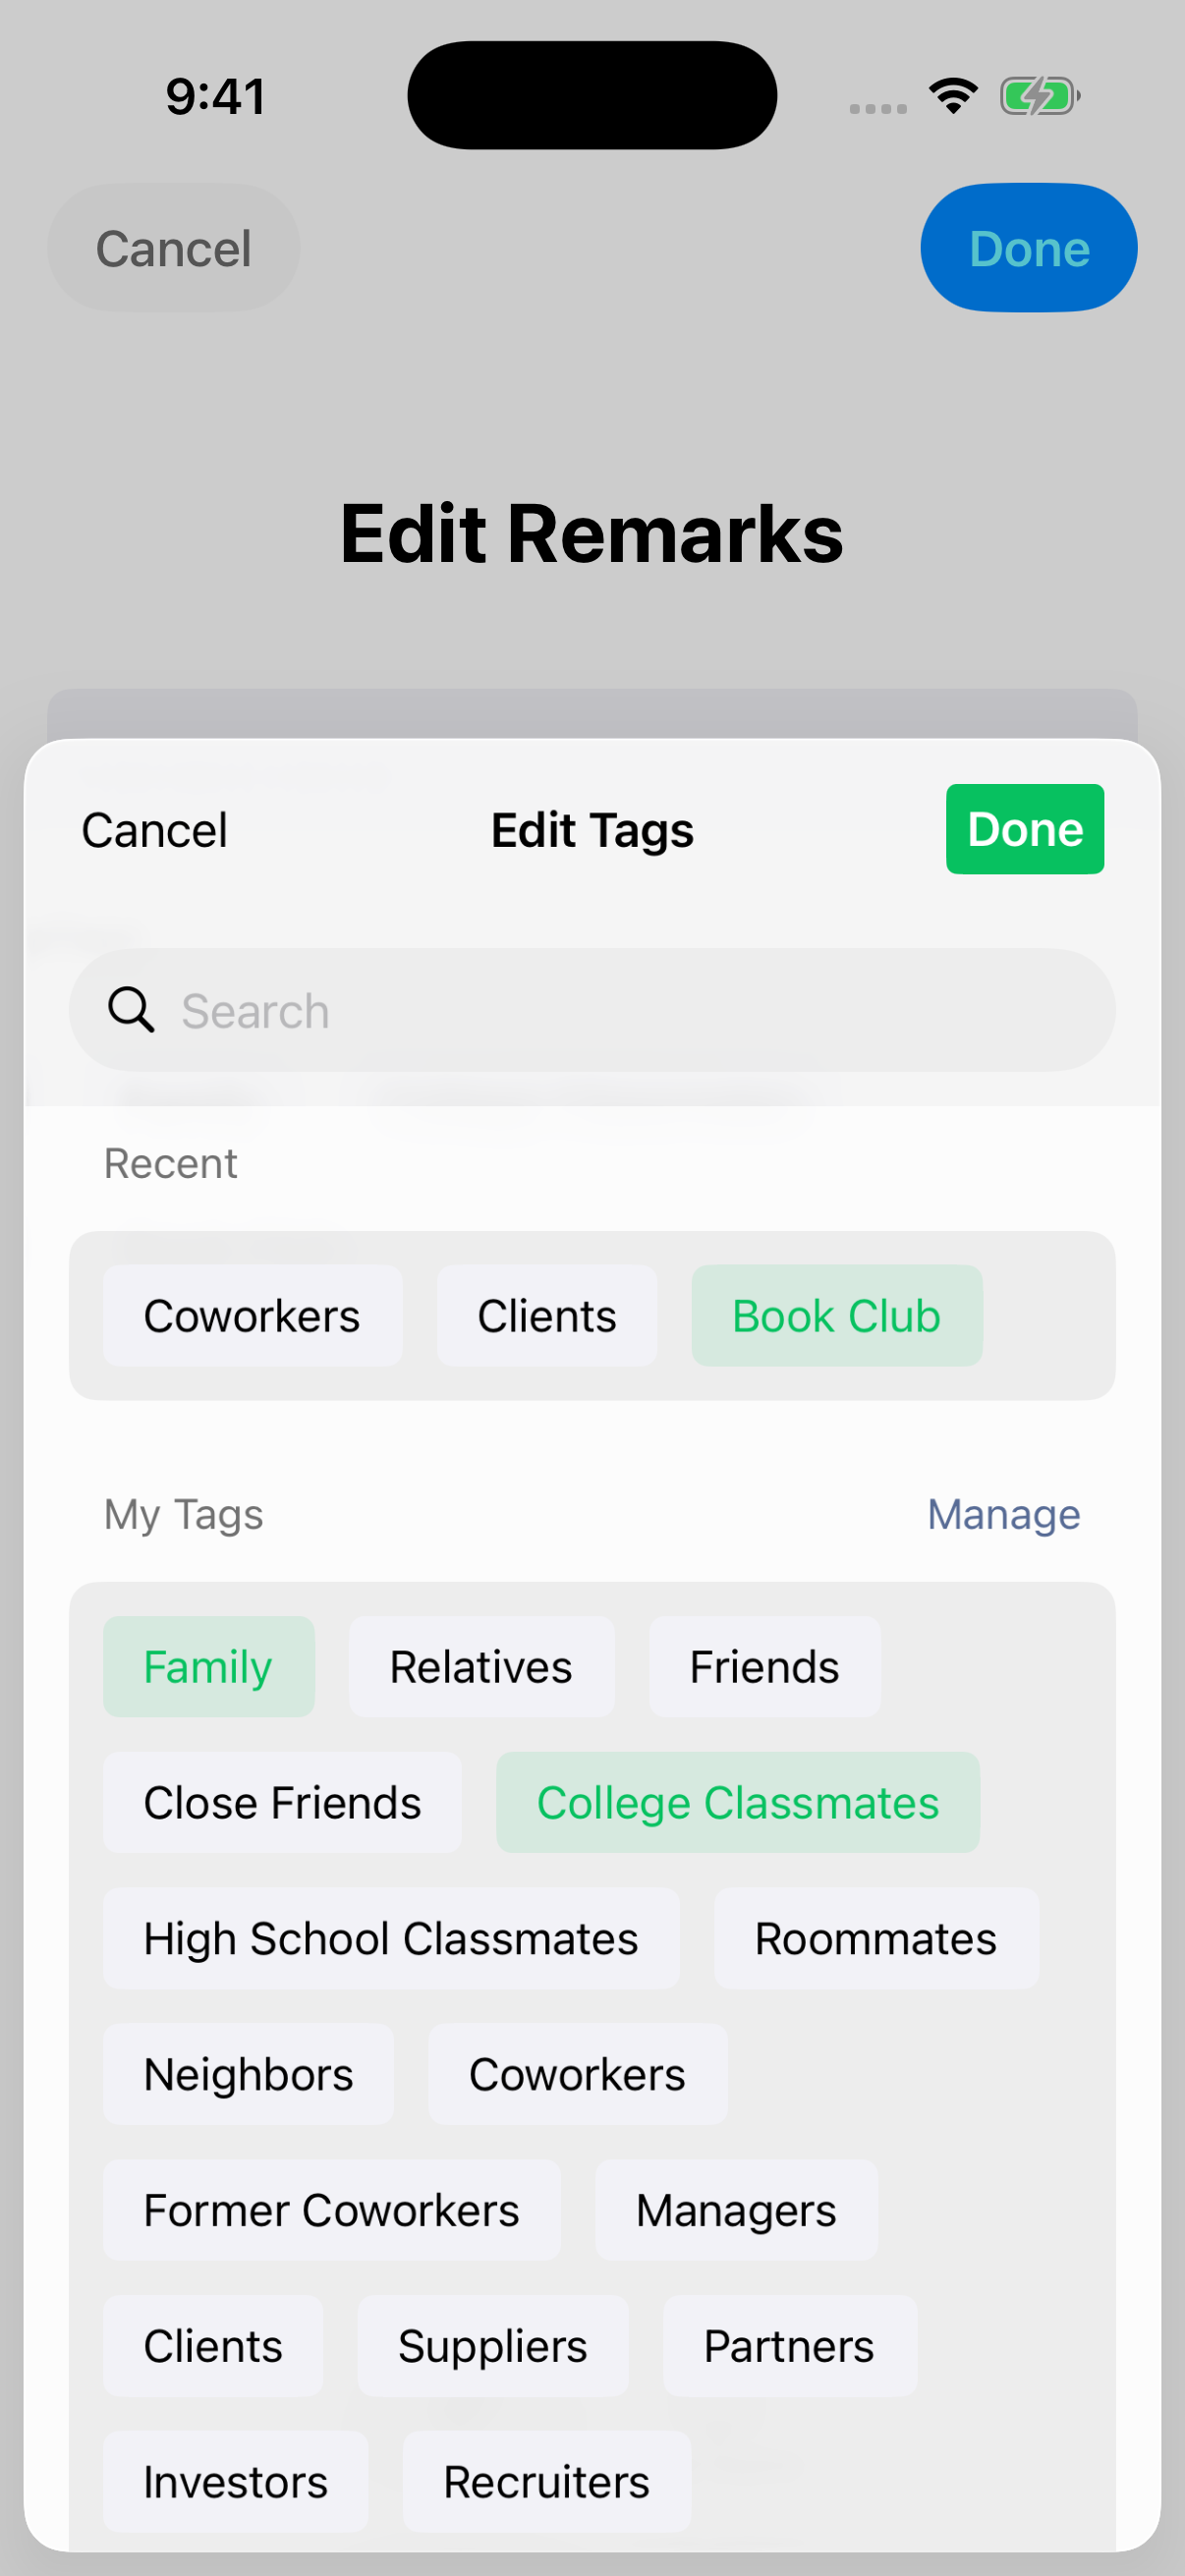 9:41
Cancel Done
Edit Remarks
Cancel Edit Tags Done
Search
Recent
Coworkers Clients Book Club
My Tags Manage
Family Relatives Friends
Close Friends College Classmates
High School Classmates Roommates
Neighbors Coworkers
Former Coworkers Managers
Clients Suppliers Partners
Investors Recruiters